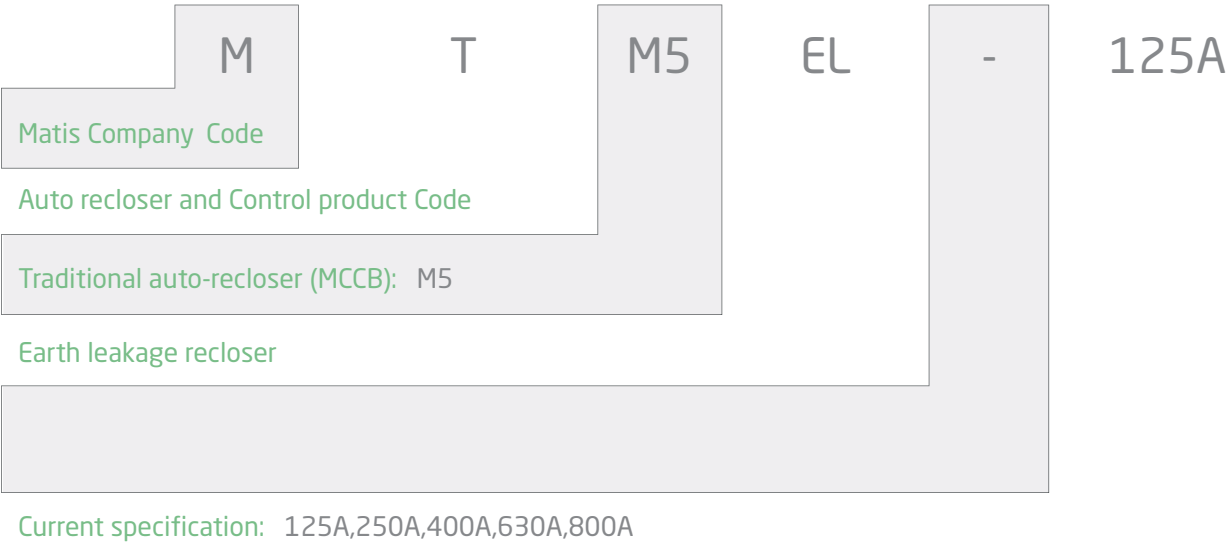 M T M5 EL - 125A
Matis Company Code
Auto recloser and Control product Code
Traditional auto-recloser (MCCB): M5
Earth leakage recloser
Current specification: 125A,250A,400A,630A,800A